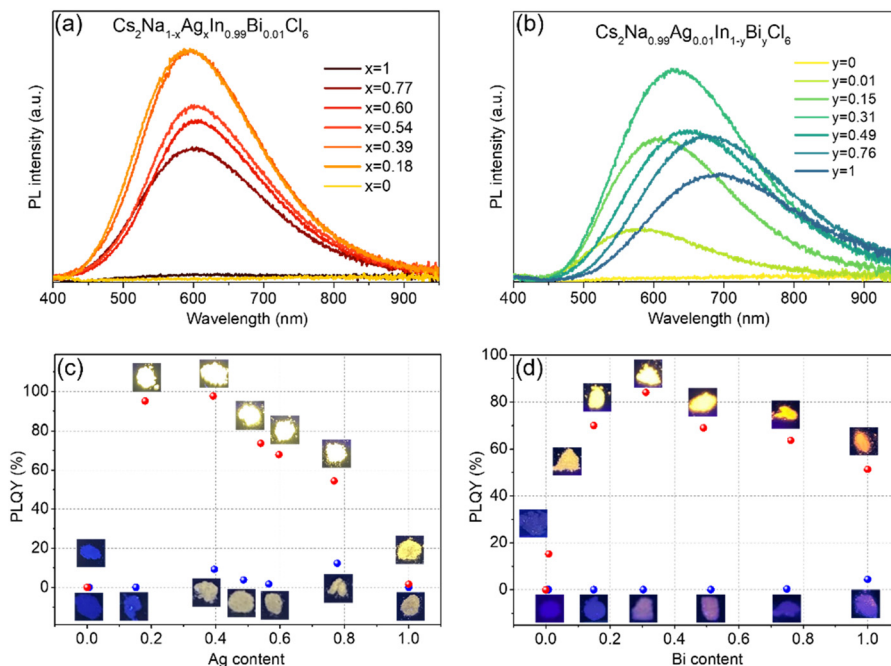 (a)
Cs2Na1-xAgxIn0.99Bi0.01Cl6
x=1
x=0.77
x=0.60
x=0.54
x=0.39
x=0.18
x=0
PL intensity (a.u.)
400 500 600 700 800 900
Wavelength (nm)
(b)
Cs2Na0.99Ag0.01In1-yBiyCl6
y=0
y=0.01
y=0.15
y=0.31
y=0.49
y=0.76
y=1
PL intensity (a.u.)
400 500 600 700 800 900
Wavelength (nm)
(c)
PLQY (%)
100
80
60
40
20
0
0.0 0.2 0.4 0.6 0.8 1.0
Ag content
(d)
PLQY (%)
100
80
60
40
20
0
0.0 0.2 0.4 0.6 0.8 1.0
Bi content